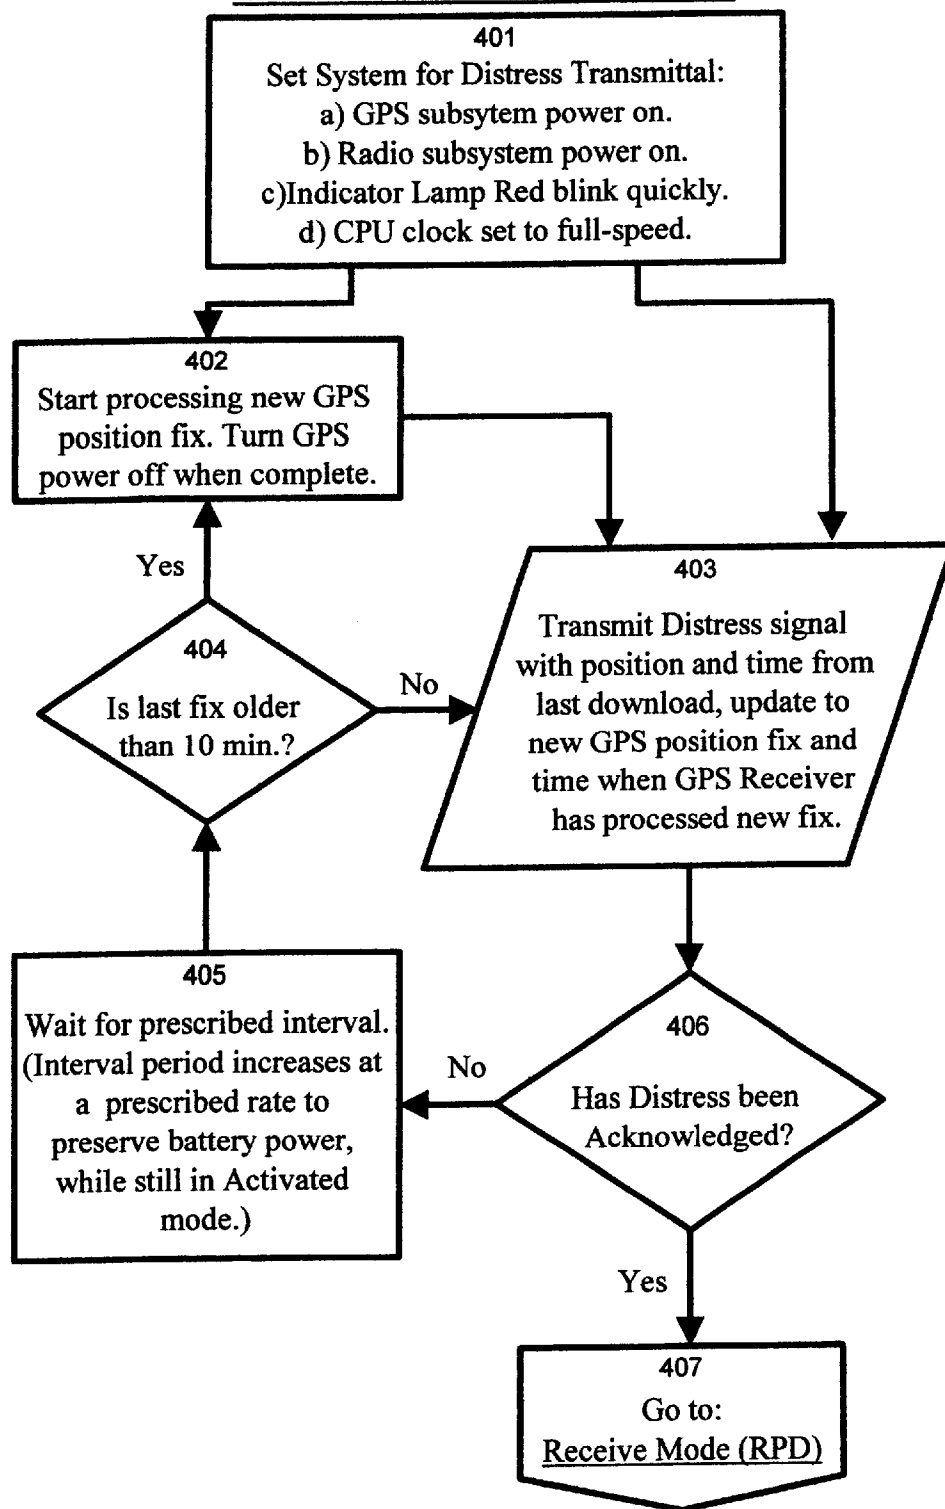 401
Set System for Distress Transmittal:
a) GPS subsytem power on.
b) Radio subsystem power on.
c)Indicator Lamp Red blink quickly.
d) CPU clock set to full-speed.
402
Start processing new GPS
position fix. Turn GPS
power off when complete.
Yes
404
Is last fix older
than 10 min.?
No
403
Transmit Distress signal
with position and time from
last download, update to
new GPS position fix and
time when GPS Receiver
has processed new fix.
405
Wait for prescribed interval.
(Interval period increases at
a prescribed rate to
preserve battery power,
while still in Activated
mode.)
No
406
Has Distress been
Acknowledged?
Yes
407
Go to:
Receive Mode (RPD)